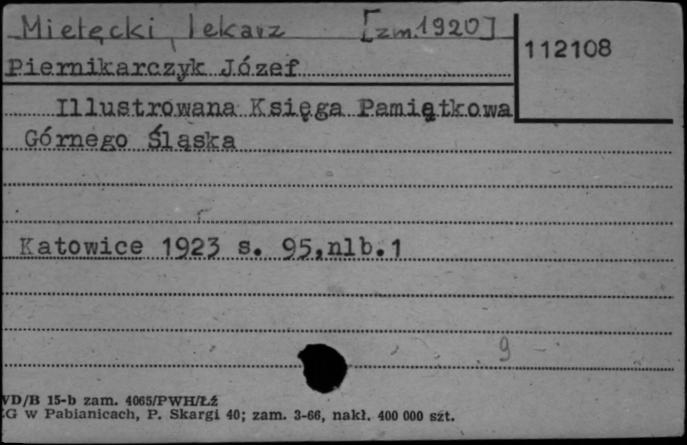 Mielęcki, lekarz [zm. 1920]
112108
Piernikarczyk Józef
Illustrowana Księga Pamiątkowa
Górnego Śląska
Katowice 1923 s. 95,nlb.1
9
VD/B 15-b zam. 4065/PWH/Łź
G w Pabianicach, P. Skargi 40; zam. 3-66, nakł. 400 000 szt.